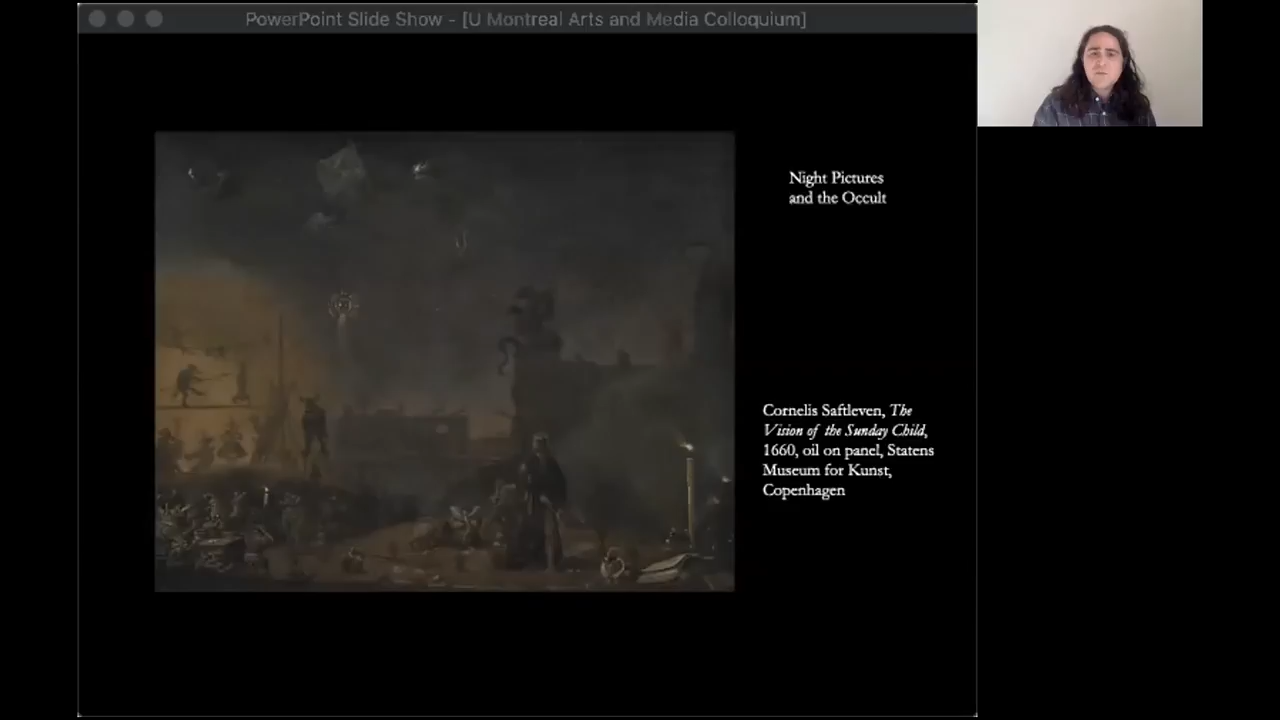 PowerPoint Slide Show - [U Montreal Arts and Media Colloquium]
Night Pictures
and the Occult
Cornelis Saftleven, The
Vision of the Sunday Child,
1660, oil on panel, Statens
Museum for Kunst,
Copenhagen